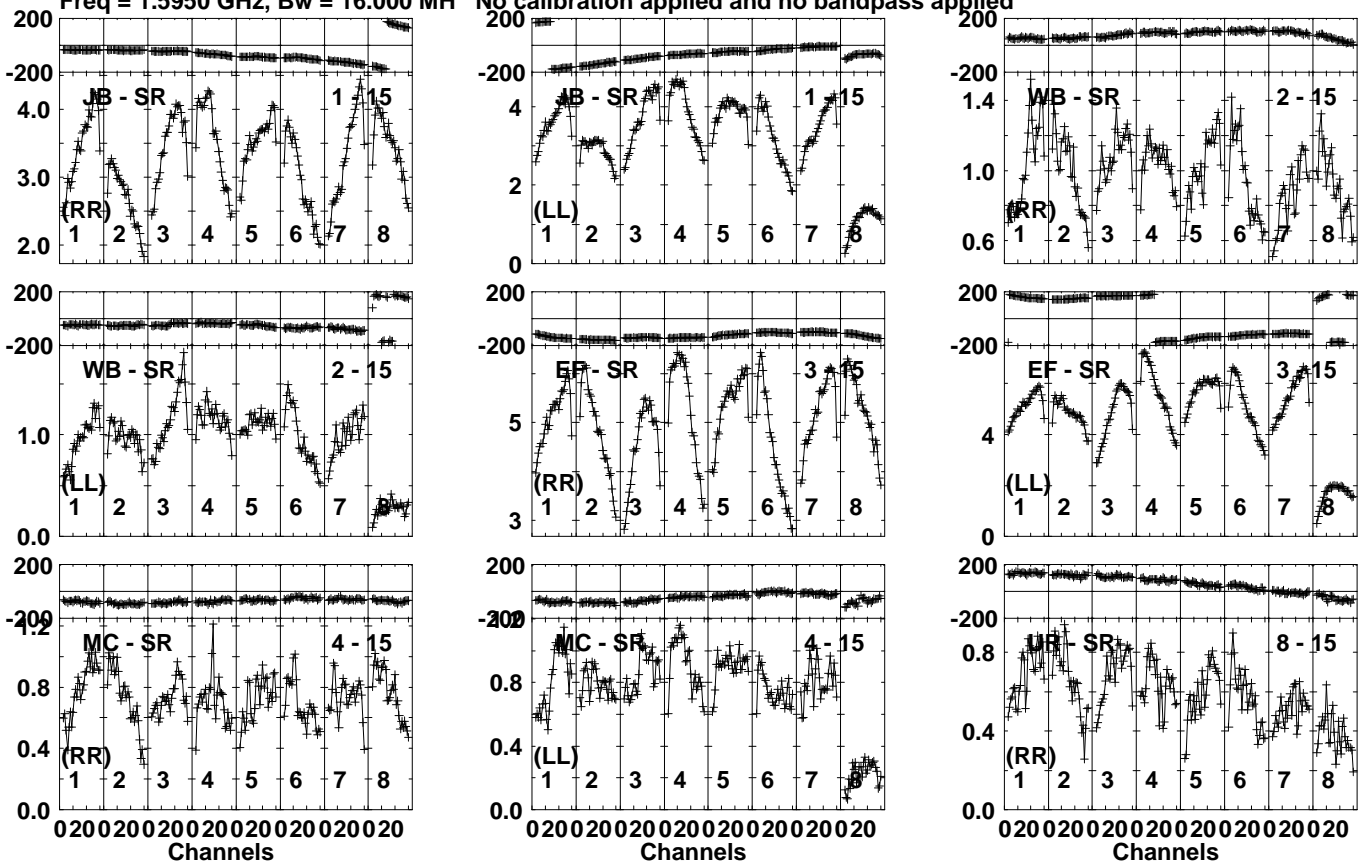 Freq = 1.5950 GHz, Bw = 16.000 MH No calibration applied and no bandpass applied
200 200 200
-200 -200 -200
JB - SR 1 - 15 JB - SR 1 - 15 WB - SR 2 - 15
4.0 4 1.4
3.0 2 1.0
2.0 0 0.6
(RR) (LL) (RR)
1 2 3 4 5 6 7 8 1 2 3 4 5 6 7 8 1 2 3 4 5 6 7 8
200 200 200
-200 -200 -200
WB - SR 2 - 15 EF - SR 3 - 15 EF - SR 3 - 15
1.0 5 4
0.0 3 0
(LL) (RR) (LL)
1 2 3 4 5 6 7 8 1 2 3 4 5 6 7 8 1 2 3 4 5 6 7 8
200 200 200
-200 -200 -200
1.2 1.2
MC - SR 4 - 15 MC - SR 4 - 15 UR - SR 8 - 15
0.8 0.8 0.8
0.4 0.4 0.4
0.0 0.0 0.0
(RR) (LL) (RR)
1 2 3 4 5 6 7 8 1 2 3 4 5 6 7 8 1 2 3 4 5 6 7 8
0 20 0 20 0 20 0 20 0 20 0 20 0 20 0 20 0 20 0 20 0 20 0 20 0 20 0 20 0 20 0 20 0 20 0 20 0 20 0 20 0 20 0 20 0 20 0 20
Channels Channels Channels